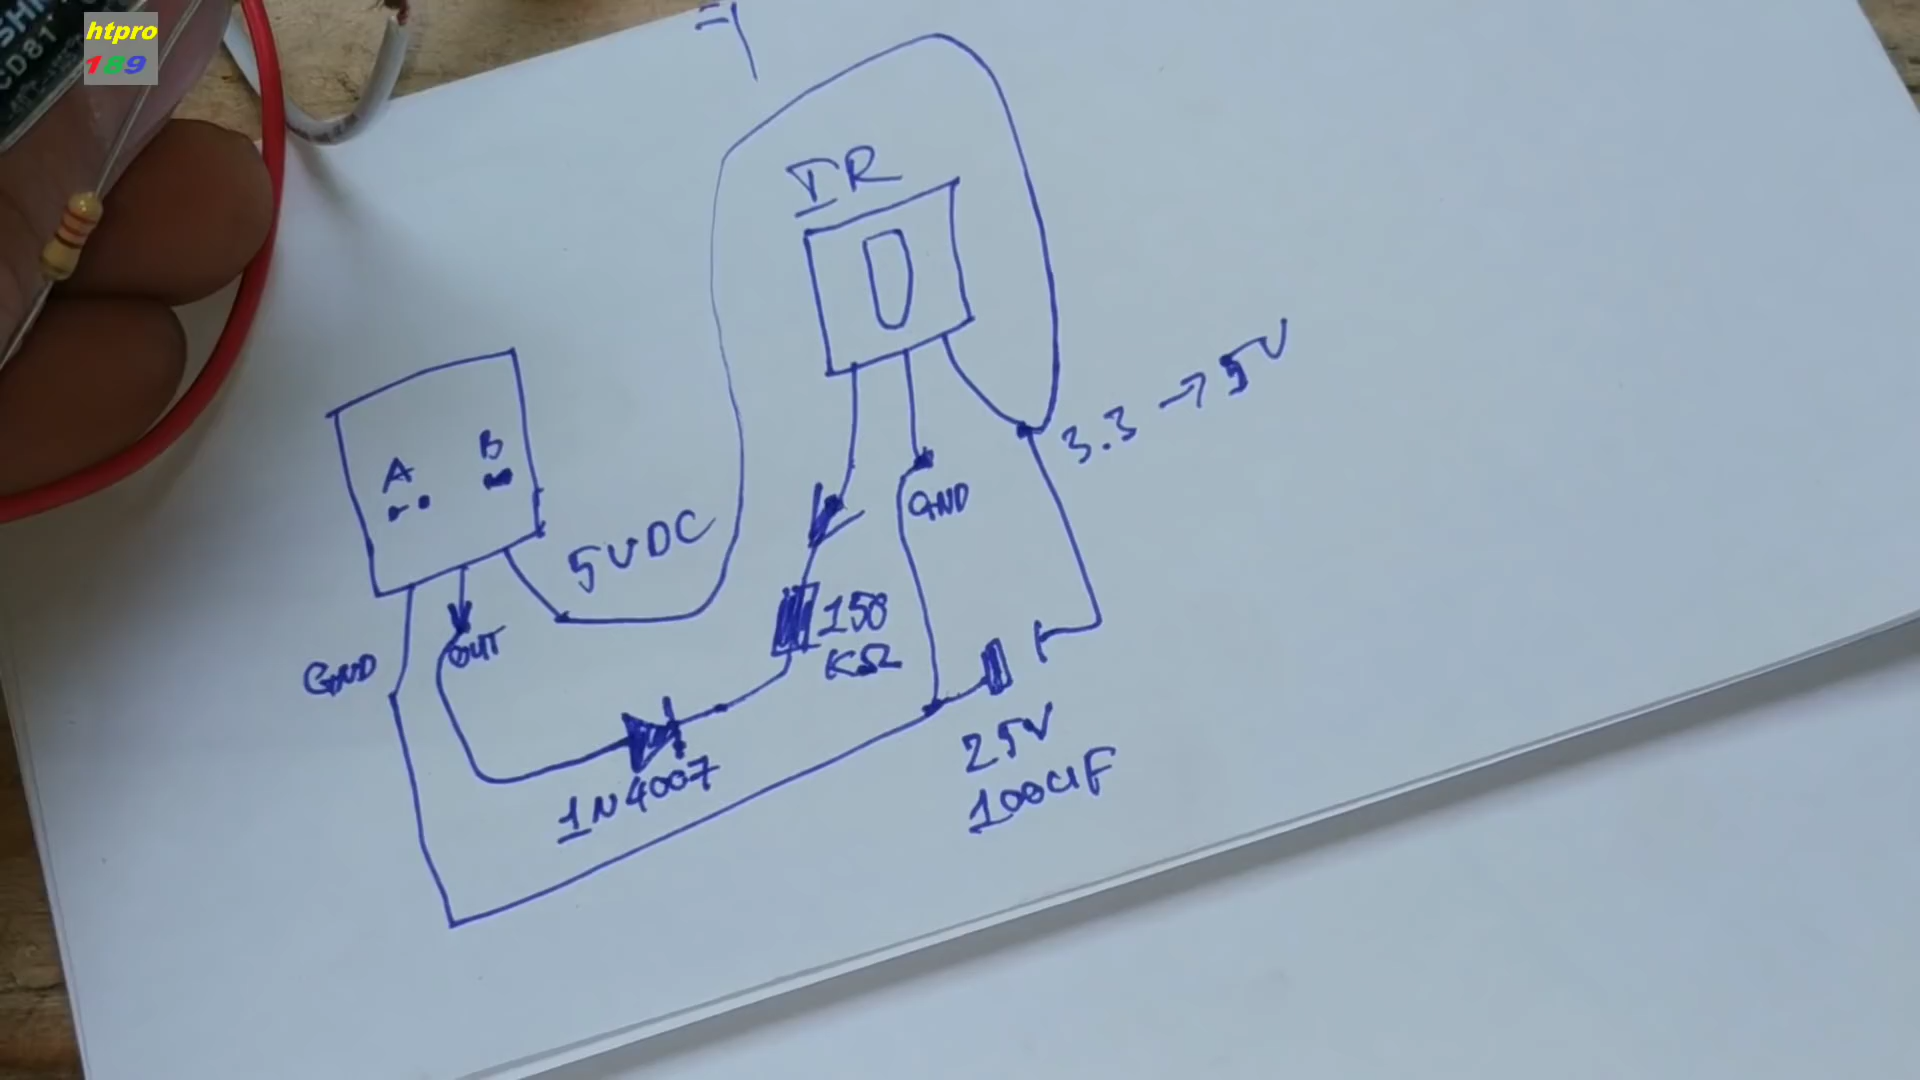 htpro
189
CD81
IR
3.3 → 5V
A
B
GND
5VDC
GND
OUT
150
KΩ
1N4007
25V
100uF